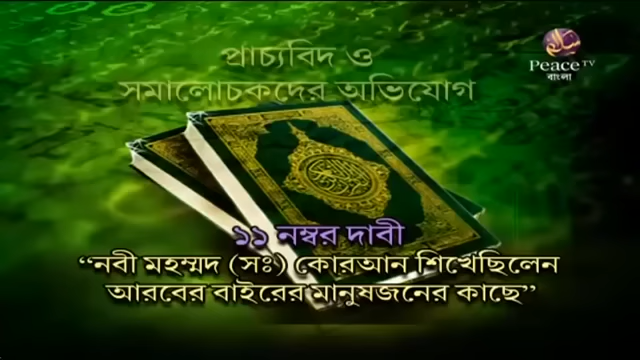 প্রাচ্যবিদ ও
সমালোচকদের অভিযোগ
Peace TV
বাংলা
১১ নম্বর দাবী
“নবী মহম্মদ (সঃ) কোরআন শিখেছিলেন
আরবের বাইরের মানুষজনের কাছে”